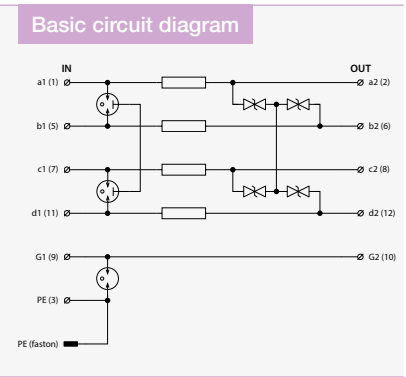 Basic circuit diagram
IN OUT
a1 (1) a2 (2)
b1 (5) b2 (6)
c1 (7) c2 (8)
d1 (11) d2 (12)
G1 (9) G2 (10)
PE (3)
PE (faston)